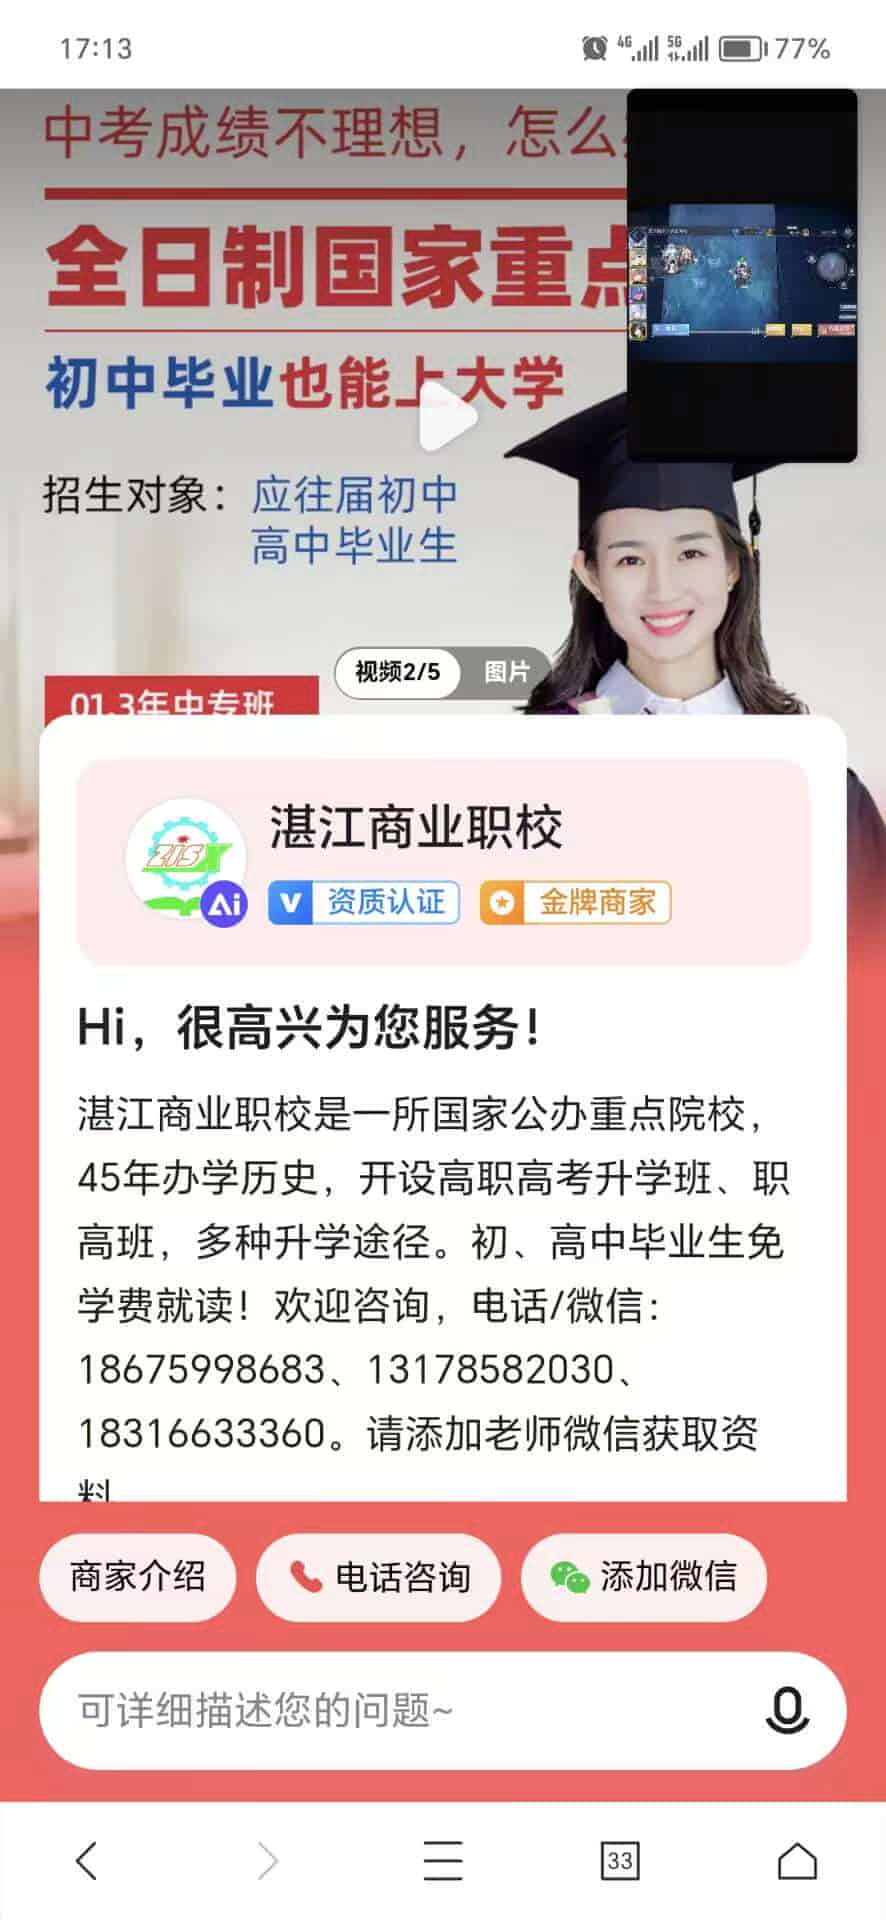 17:13
4G
5G
77%
中考成绩不理想，怎么
全日制国家重点
初中毕业也能上大学
招生对象：应往届初中
高中毕业生
视频2/5 图片
01.3年中专班
湛江商业职校
ZJSX
Ai
V 资质认证 金牌商家
Hi，很高兴为您服务！
湛江商业职校是一所国家公办重点院校，
45年办学历史，开设高职高考升学班、职
高班，多种升学途径。初、高中毕业生免
学费就读！欢迎咨询，电话/微信：
18675998683、13178582030、
18316633360。请添加老师微信获取资
料
商家介绍 电话咨询 添加微信
可详细描述您的问题~
33